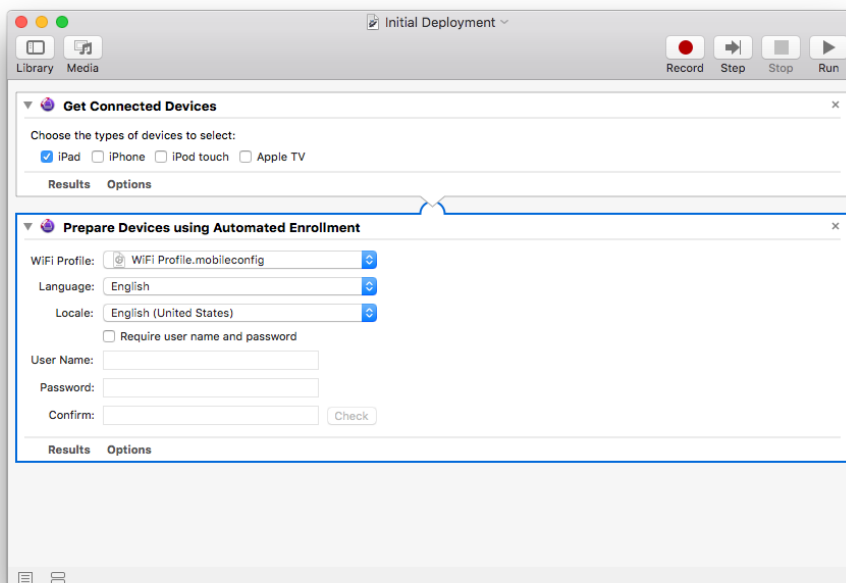 Initial Deployment
Library Media Record Step Stop Run
Get Connected Devices
Choose the types of devices to select:
iPad iPhone iPod touch Apple TV
Results Options
Prepare Devices using Automated Enrollment
WiFi Profile: WiFi Profile.mobileconfig
Language: English
Locale: English (United States)
Require user name and password
User Name:
Password:
Confirm: Check
Results Options